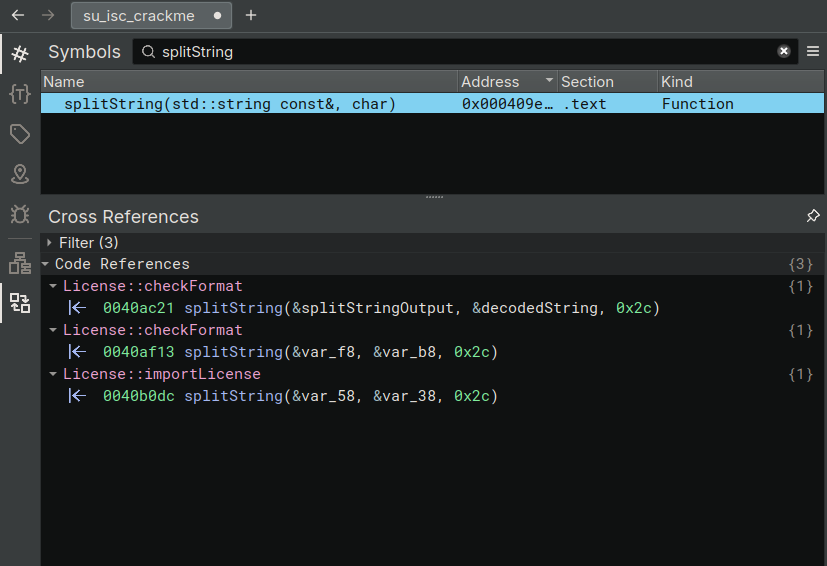 su_isc_crackme
Symbols splitString
Name Address Section Kind
splitString(std::string const&, char) 0x000409e… .text Function
Cross References
Filter (3)
Code References {3}
License::checkFormat {1}
0040ac21 splitString(&splitStringOutput, &decodedString, 0x2c)
License::checkFormat {1}
0040af13 splitString(&var_f8, &var_b8, 0x2c)
License::importLicense {1}
0040b0dc splitString(&var_58, &var_38, 0x2c)